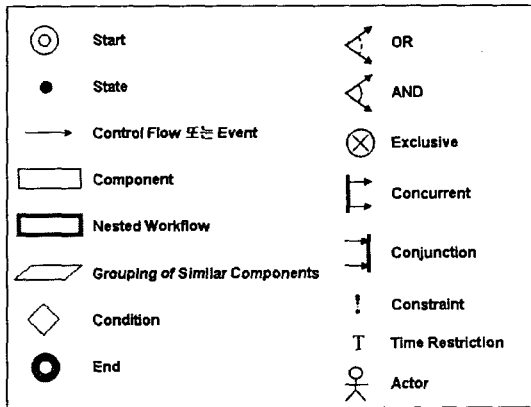 Start
State
Control Flow 또는 Event
Component
Nested Workflow
Grouping of Similar Components
Condition
End
OR
AND
Exclusive
Concurrent
Conjunction
! Constraint
T Time Restriction
Actor